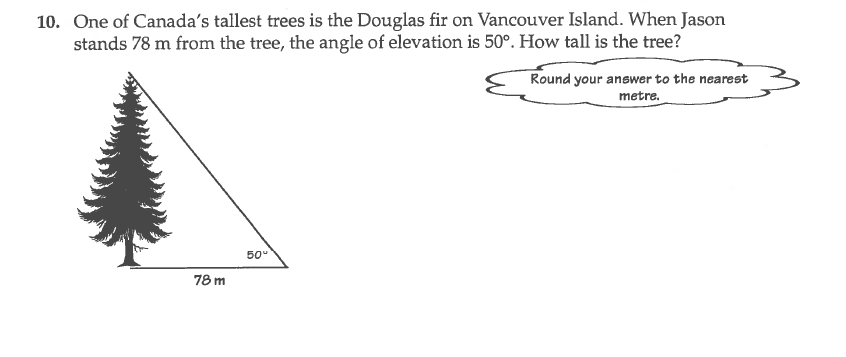 10. One of Canada's tallest trees is the Douglas fir on Vancouver Island. When Jason
stands 78 m from the tree, the angle of elevation is 50°. How tall is the tree?
Round your answer to the nearest
metre.
50°
78 m